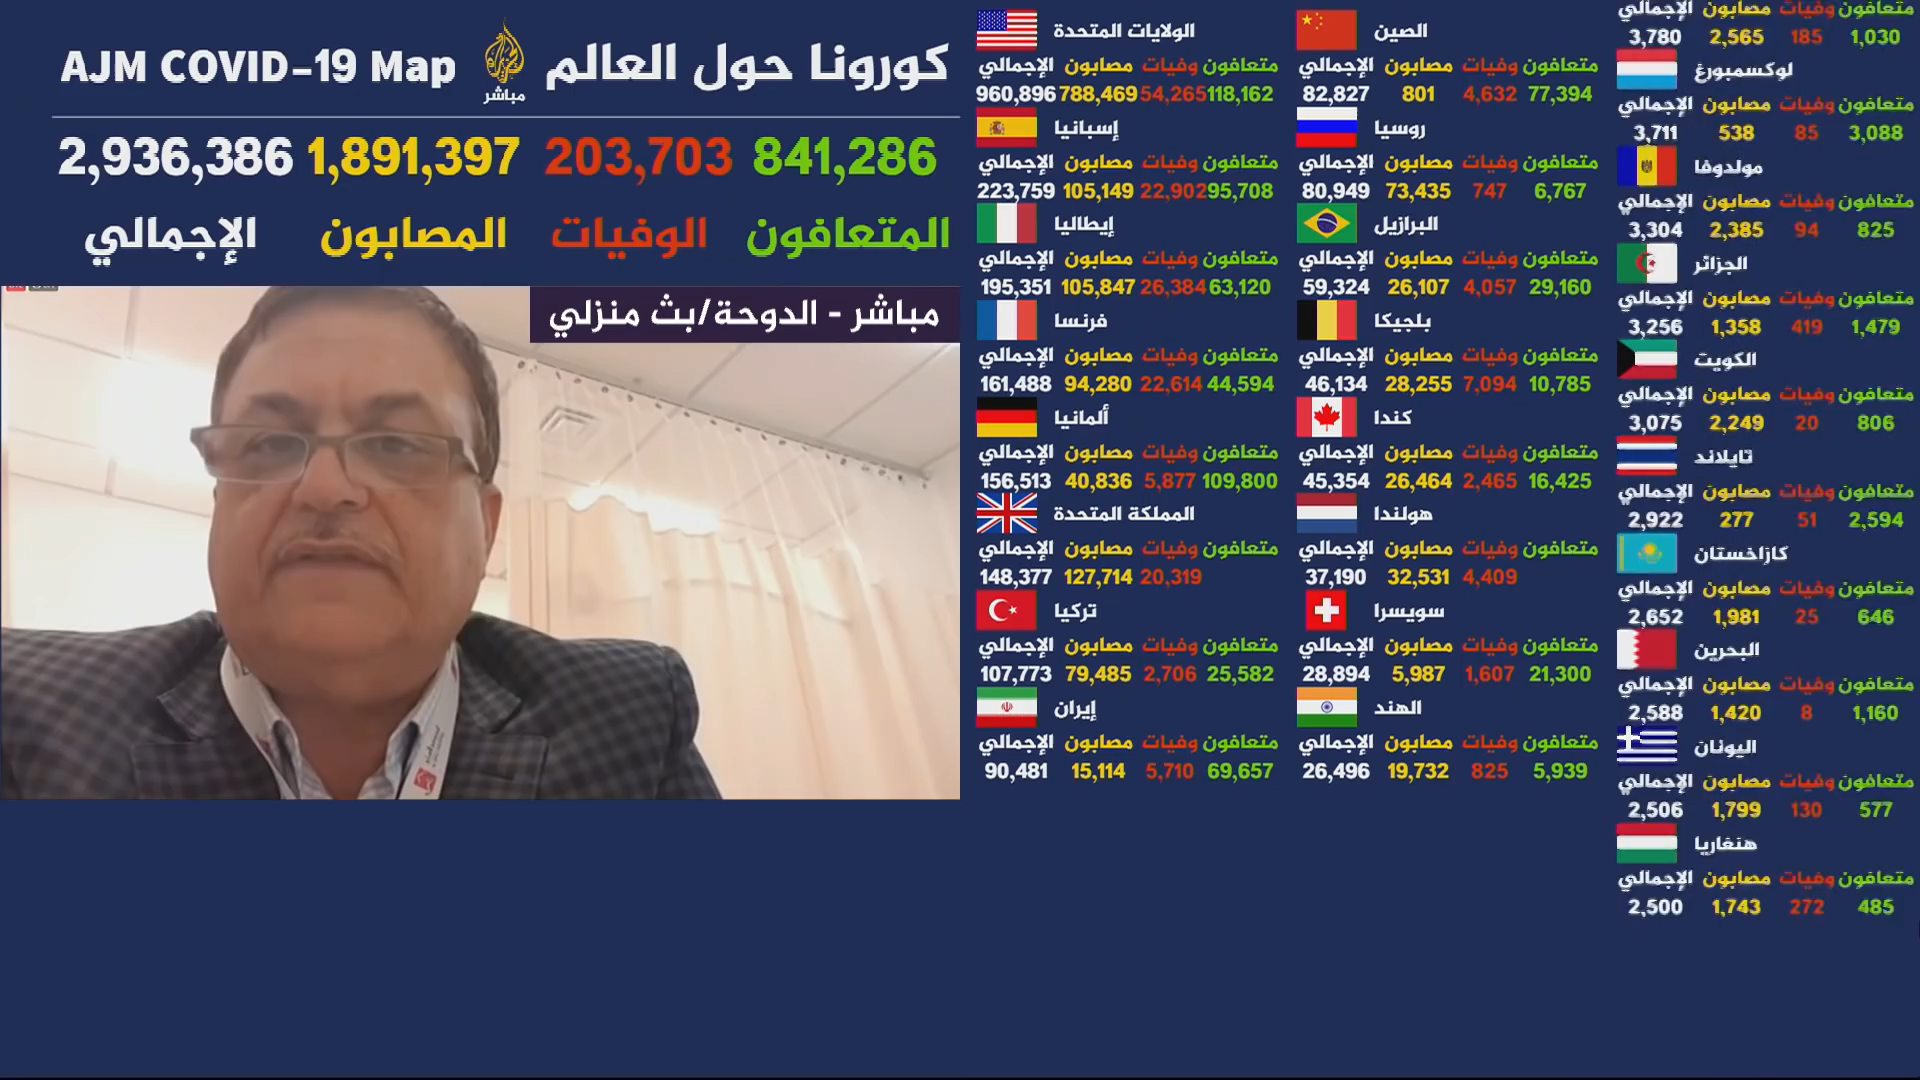 AJM COVID-19 Map
مباشر
كورونا حول العالم
2,936,386 1,891,397 203,703 841,286
الإجمالي المصابون الوفيات المتعافون
مباشر - الدوحة/بث منزلي
الولايات المتحدة
الإجمالي مصابون وفيات متعافون
960,896 788,469 54,265 118,162
إسبانيا
الإجمالي مصابون وفيات متعافون
223,759 105,149 22,902 95,708
إيطاليا
الإجمالي مصابون وفيات متعافون
195,351 105,847 26,384 63,120
فرنسا
الإجمالي مصابون وفيات متعافون
161,488 94,280 22,614 44,594
ألمانيا
الإجمالي مصابون وفيات متعافون
156,513 40,836 5,877 109,800
المملكة المتحدة
الإجمالي مصابون وفيات متعافون
148,377 127,714 20,319
تركيا
الإجمالي مصابون وفيات متعافون
107,773 79,485 2,706 25,582
إيران
الإجمالي مصابون وفيات متعافون
90,481 15,114 5,710 69,657
الصين
الإجمالي مصابون وفيات متعافون
82,827 801 4,632 77,394
روسيا
الإجمالي مصابون وفيات متعافون
80,949 73,435 747 6,767
البرازيل
الإجمالي مصابون وفيات متعافون
59,324 26,107 4,057 29,160
بلجيكا
الإجمالي مصابون وفيات متعافون
46,134 28,255 7,094 10,785
كندا
الإجمالي مصابون وفيات متعافون
45,354 26,464 2,465 16,425
هولندا
الإجمالي مصابون وفيات متعافون
37,190 32,531 4,409
سويسرا
الإجمالي مصابون وفيات متعافون
28,894 5,987 1,607 21,300
الهند
الإجمالي مصابون وفيات متعافون
26,496 19,732 825 5,939
الإجمالي مصابون وفيات متعافون
3,780 2,565 185 1,030
لوكسمبورغ
الإجمالي مصابون وفيات متعافون
3,711 538 85 3,088
مولدوفا
الإجمالي مصابون وفيات متعافون
3,304 2,385 94 825
الجزائر
الإجمالي مصابون وفيات متعافون
3,256 1,358 419 1,479
الكويت
الإجمالي مصابون وفيات متعافون
3,075 2,249 20 806
تايلاند
الإجمالي مصابون وفيات متعافون
2,922 277 51 2,594
كازاخستان
الإجمالي مصابون وفيات متعافون
2,652 1,981 25 646
البحرين
الإجمالي مصابون وفيات متعافون
2,588 1,420 8 1,160
اليونان
الإجمالي مصابون وفيات متعافون
2,506 1,799 130 577
هنغاريا
الإجمالي مصابون وفيات متعافون
2,500 1,743 272 485